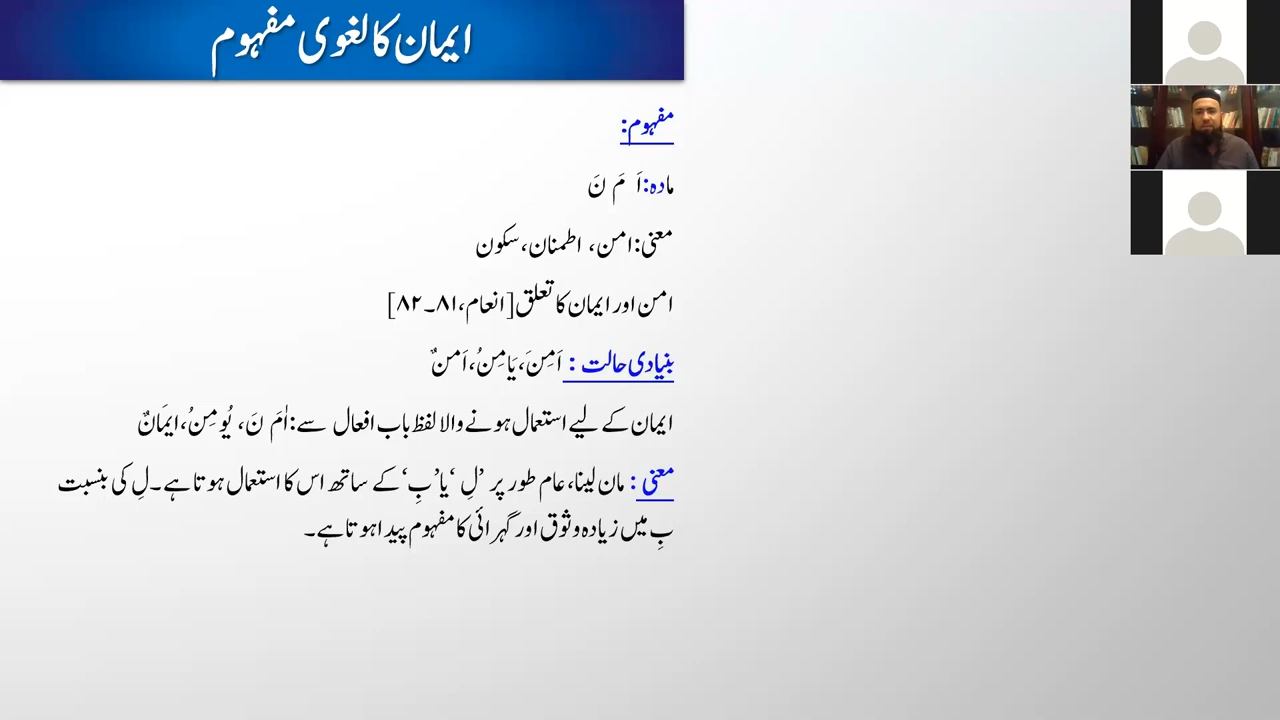 ایمان کا لغوی مفہوم
مفہوم:
مادہ:اَ مَ نَ
معنی:امن، اطمنان،سکون
امن اور ایمان کا تعلق[انعام،۸۱۔۸۲]
بنیادی حالت : اَمِنَ،یَامِنُ،اَمنٌ
ایمان کے لیے استعمال ہونے والا لفظ باب افعال سے:اٰمَ نَ، یُومِنُ،ایمَانٌ
معنی : مان لینا، عام طور پر ’لِ ‘یا’بِ‘ کے ساتھ اس کا استعمال ہوتا ہے۔لِ کی بنسبت
بِ میں زیادہ وثوق اور گہرائی کا مفہوم پیدا ہوتا ہے۔